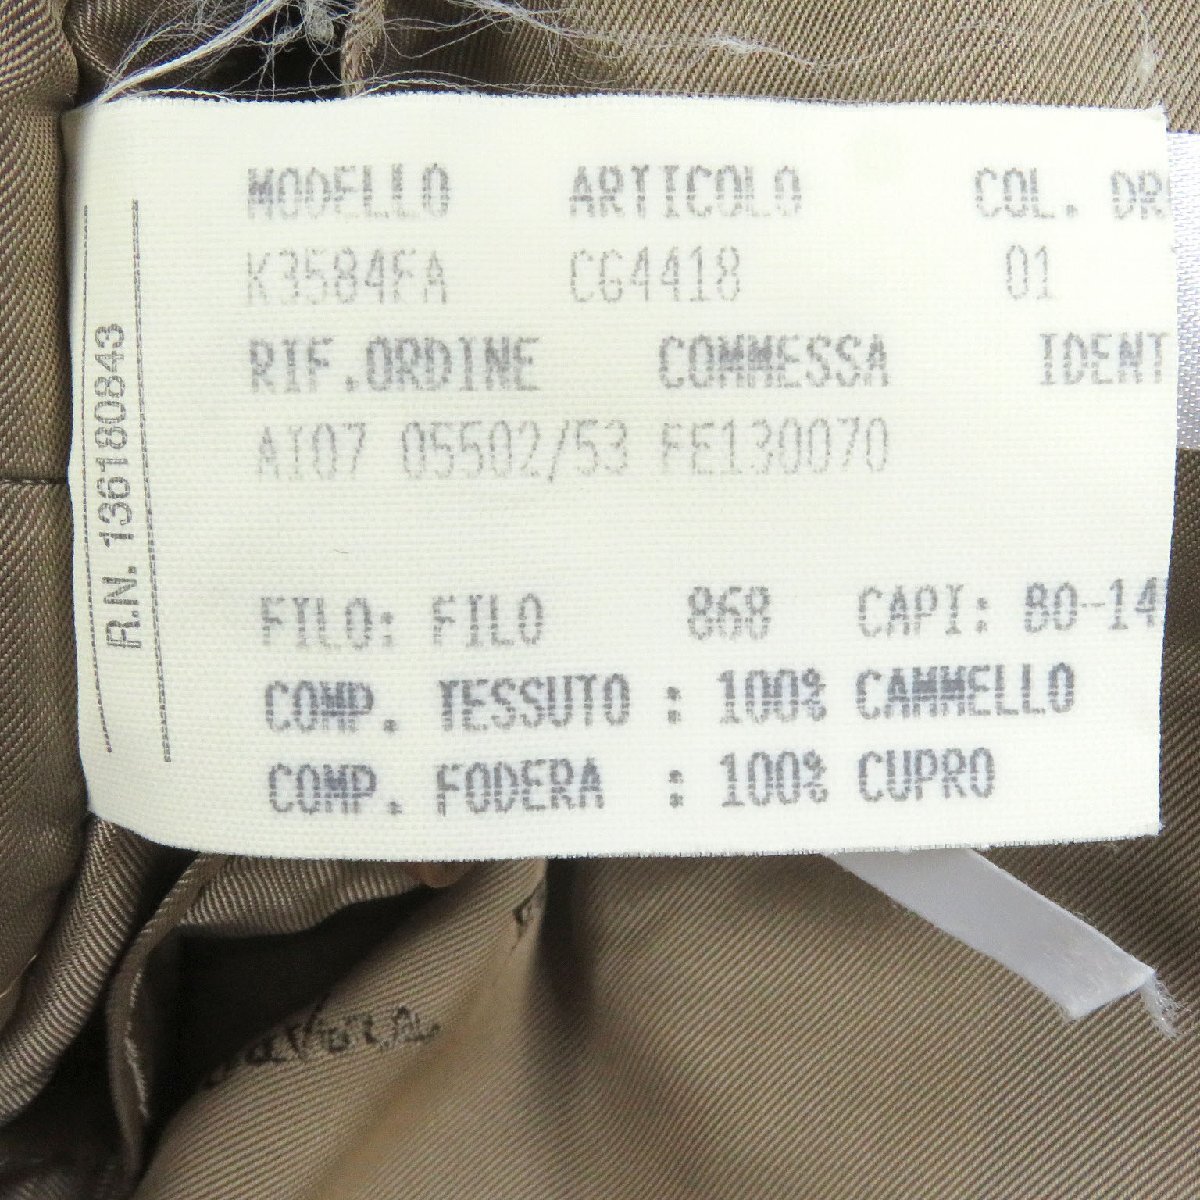 MODELLO ARTICOLO COL. DR
K3584FA CG4418 01
RIF.ORDINE COMMESSA IDENT
AI07 05502/53 FE130070
FILO: FILO 868 CAPI: BO-14
COMP. TESSUTO : 100% CAMMELLO
COMP. FODERA : 100% CUPRO
R.N. 136180843